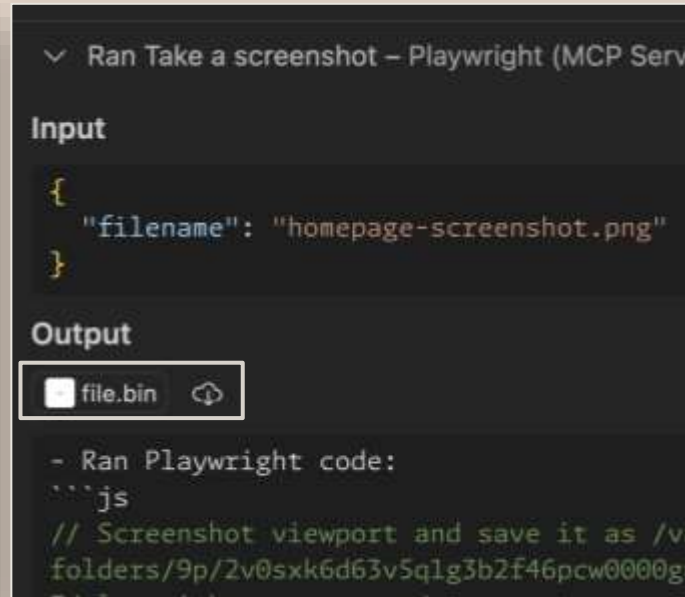 Ran Take a screenshot – Playwright (MCP Serv
Input
{
"filename": "homepage-screenshot.png"
}
Output
file.bin
- Ran Playwright code:
```js
// Screenshot viewport and save it as /v
folders/9p/2v0sxk6d63v5qlg3b2f46pcw0000g